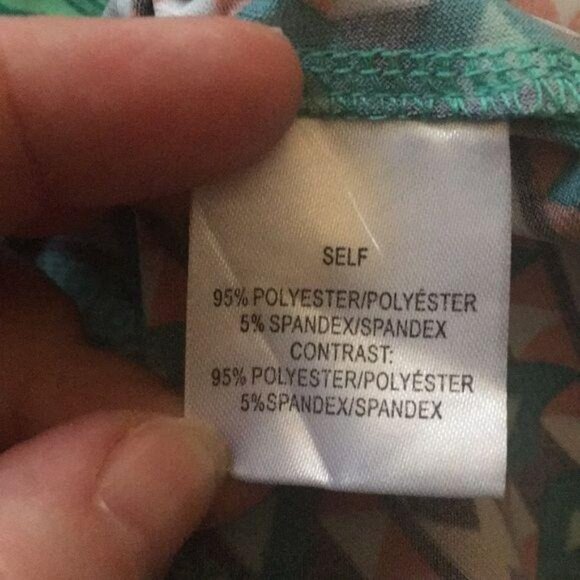 SELF
95% POLYESTER/POLYÉSTER
5% SPANDEX/SPANDEX
CONTRAST:
95% POLYESTER/POLYÉSTER
5%SPANDEX/SPANDEX